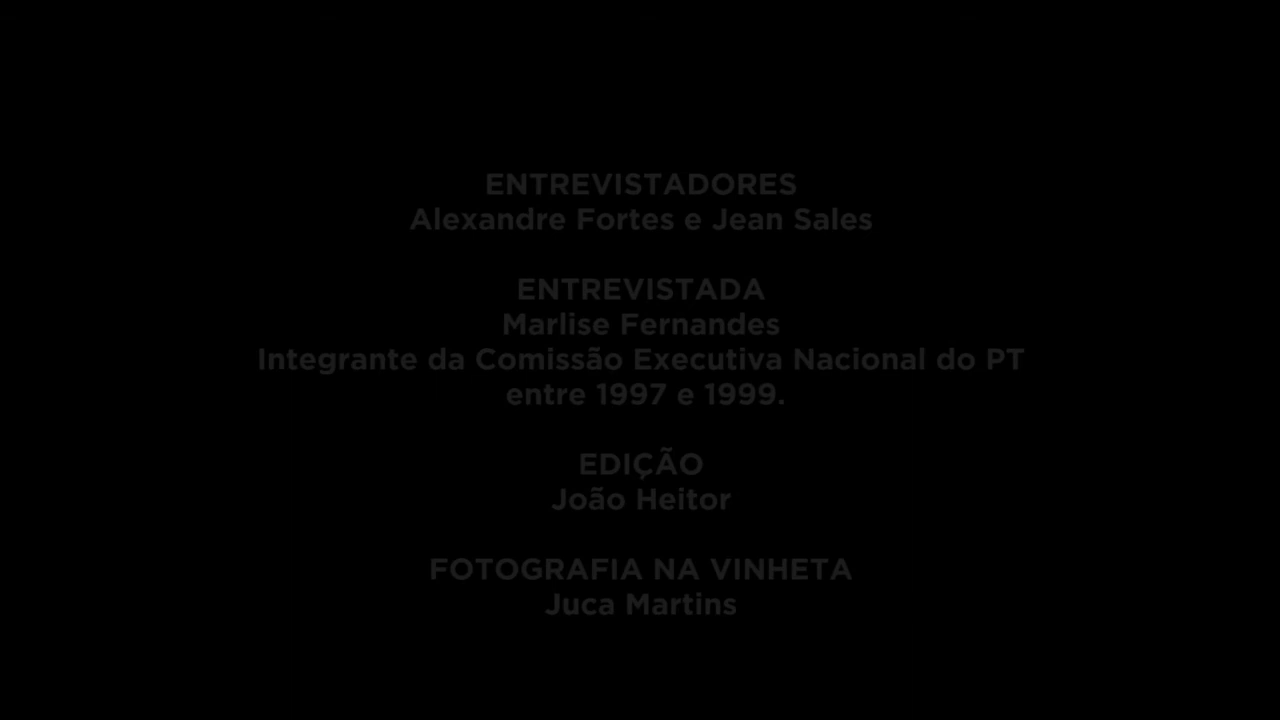 ENTREVISTADORES
Alexandre Fortes e Jean Sales
ENTREVISTADA
Marlise Fernandes
Integrante da Comissão Executiva Nacional do PT
entre 1997 e 1999.
EDIÇÃO
João Heitor
FOTOGRAFIA NA VINHETA
Juca Martins